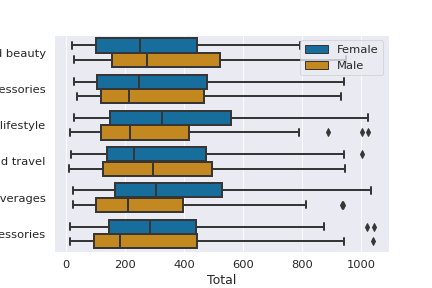 d beauty
Female
Male
essories
lifestyle
d travel
verages
essories
0 200 400 600 800 1000
Total